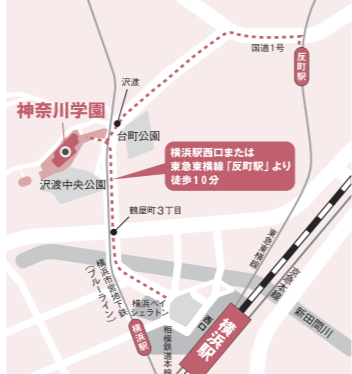 国道1号
反町駅
沢渡
神奈川学園
台町公園
横浜駅西口または
東急東横線「反町駅」より
徒歩10分
沢渡中央公園
鶴屋町3丁目
東急東横線
京急本線
横浜市営地下鉄
(ブルーライン)
横浜ベイ
シェラトン
西口
横浜駅
新田間川
横浜駅
相模鉄道本線